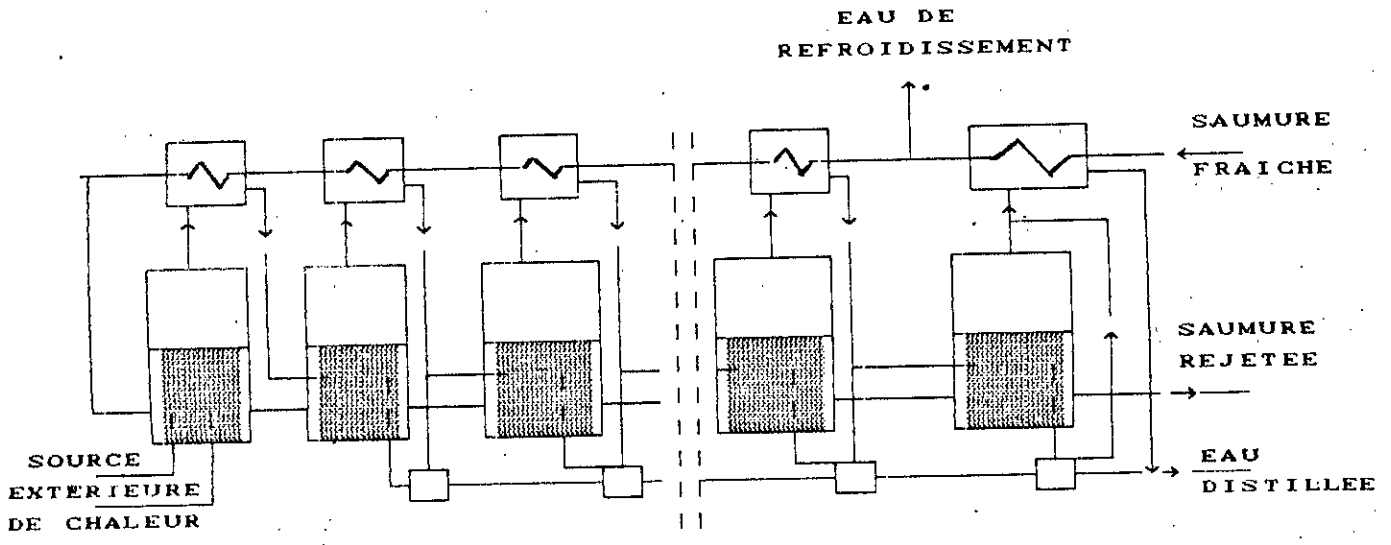 EAU DE
REFROIDISSEMENT
SAUMURE
FRAICHE
SAUMURE
REJETEE
SOURCE
EXTERIEURE
DE CHALEUR
EAU
DISTILLEE